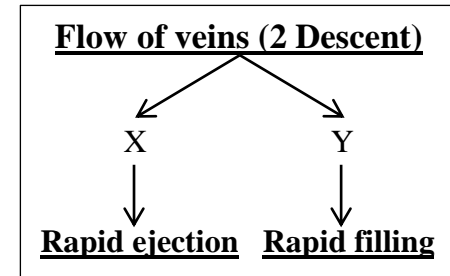 Flow of veins (2 Descent)
X Y
Rapid ejection Rapid filling